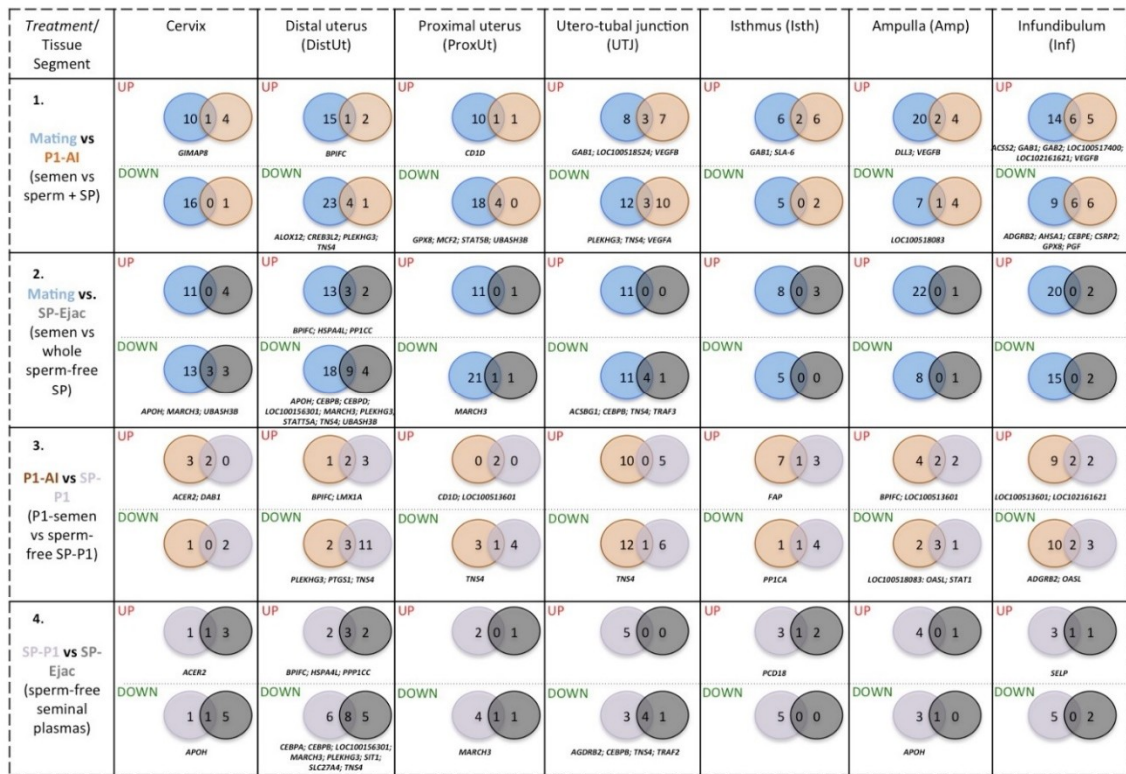 Treatment/
Tissue
Segment
Cervix
Distal uterus
(DistUt)
Proximal uterus
(ProxUt)
Utero-tubal junction
(UTJ)
Isthmus (Isth)
Ampulla (Amp)
Infundibulum
(Inf)
1.
Mating vs
P1-AI
(semen vs
sperm + SP)
UP
10 1 4
GIMAP8
UP
15 1 2
BPIFC
UP
10 1 1
CD1D
UP
8 3 7
GAB1; LOC100518524; VEGFB
UP
6 2 6
GAB1; SLA-6
UP
20 2 4
DLL3; VEGFB
UP
14 6 5
ACSS2; GAB1; GAB2; LOC100517400;
LOC102161621; VEGFB
DOWN
16 0 1
DOWN
23 4 1
ALOX12; CREB3L2; PLEKHG3;
TNS4
DOWN
18 4 0
GPX8; MCF2; STAT5B; UBASH3B
DOWN
12 3 10
PLEKHG3; TNS4; VEGFA
DOWN
5 0 2
DOWN
7 1 4
LOC100518083
DOWN
9 6 6
ADGRB2; AHSA1; CEBPE; CSRP2;
GPX8; PGF
2.
Mating vs.
SP-Ejac
(semen vs
whole
sperm-free
SP)
UP
11 0 4
UP
13 3 2
BPIFC; HSPA4L; PP1CC
UP
11 0 1
UP
11 0 0
UP
8 0 3
UP
22 0 1
UP
20 0 2
DOWN
13 3 3
APOH; MARCH3; UBASH3B
DOWN
18 9 4
APOH; CEBPB; CEBPD;
LOC100156301; MARCH3; PLEKHG3,
STATT5A; TNS4; UBASH3B
DOWN
21 1 1
MARCH3
DOWN
11 4 1
ACSBG1; CEBPB; TNS4; TRAF3
DOWN
5 0 0
DOWN
8 0 1
DOWN
15 0 2
3.
P1-AI vs SP-
P1
(P1-semen
vs sperm-
free SP-P1)
UP
3 2 0
ACER2; DAB1
UP
1 2 3
BPIFC; LMX1A
UP
0 2 0
CD1D; LOC100513601
UP
10 0 5
UP
7 1 3
FAP
UP
4 2 2
BPIFC; LOC100513601
UP
9 2 2
LOC100513601; LOC102161621
DOWN
1 0 2
DOWN
2 3 11
PLEKHG3; PTGS1; TNS4
DOWN
3 1 4
TNS4
DOWN
12 1 6
TNS4
DOWN
1 1 4
PP1CA
DOWN
2 3 1
LOC100518083; OASL; STAT1
DOWN
10 2 3
ADGRB2; OASL
4.
SP-P1 vs SP-
Ejac
(sperm-free
seminal
plasmas)
UP
1 1 3
ACER2
UP
2 3 2
BPIFC; HSPA4L; PPP1CC
UP
2 0 1
UP
5 0 0
UP
3 1 2
PCD18
UP
4 0 1
UP
3 1 1
SELP
DOWN
1 1 5
APOH
DOWN
6 8 5
CEBPA; CEBPB; LOC100156301;
MARCH3; PLEKHG3; SIT1;
SLC27A4; TNS4
DOWN
4 1 1
MARCH3
DOWN
3 4 1
AGDRB2; CEBPB; TNS4; TRAF2
DOWN
5 0 0
DOWN
3 1 0
APOH
DOWN
5 0 2